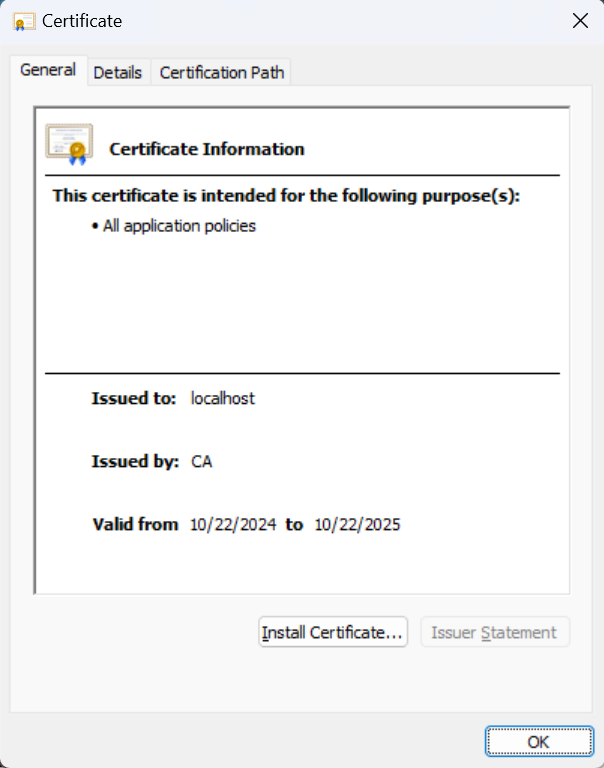 Certificate
General Details Certification Path
Certificate Information
This certificate is intended for the following purpose(s):
• All application policies
Issued to: localhost
Issued by: CA
Valid from 10/22/2024 to 10/22/2025
Install Certificate... Issuer Statement
OK